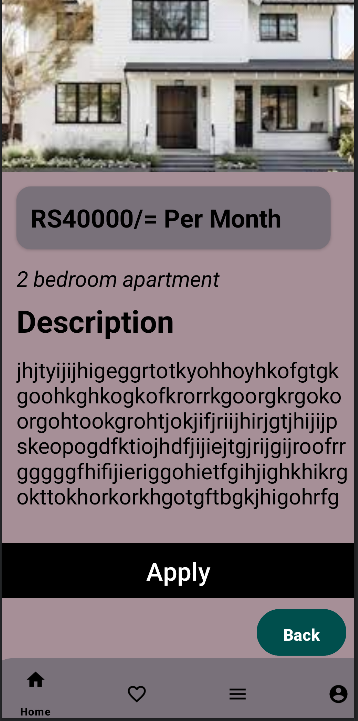 RS40000/= Per Month
2 bedroom apartment
Description
jhjtyijijhigeggrtotkyohhoyhkofgtgk
goohkghkogkofkrorrkgoorgkrgoko
orgohtookgrohtjokjifjriijhirjgtjhijijp
skeopogdfktiojhdfjijiejtgjrijgijroofrr
gggggfhifijieriggohietfgihjighkhikrg
okttokhorkorkhgotgftbgkjhigohrfg
Apply
Back
Home